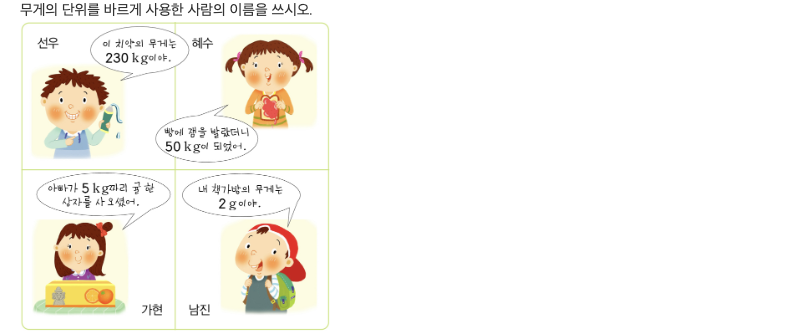 무게의 단위를 바르게 사용한 사람의 이름을 쓰시오.
선우
이 치약의 무게는
230 kg이야.
혜수
빵에 잼을 발랐더니
50 kg이 되었어.
아빠가 5 kg짜리 귤 한
상자를 사 오셨어.
가현
내 책가방의 무게는
2 g이야.
남진